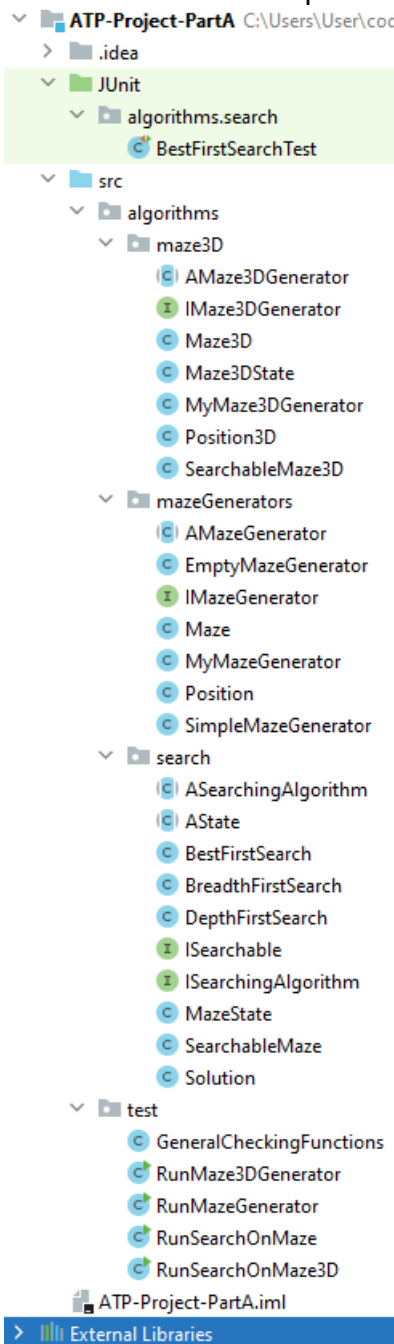 ATP-Project-PartA C:\Users\User\coc
.idea
JUnit
algorithms.search
BestFirstSearchTest
src
algorithms
maze3D
AMaze3DGenerator
IMaze3DGenerator
Maze3D
Maze3DState
MyMaze3DGenerator
Position3D
SearchableMaze3D
mazeGenerators
AMazeGenerator
EmptyMazeGenerator
IMazeGenerator
Maze
MyMazeGenerator
Position
SimpleMazeGenerator
search
ASearchingAlgorithm
AState
BestFirstSearch
BreadthFirstSearch
DepthFirstSearch
ISearchable
ISearchingAlgorithm
MazeState
SearchableMaze
Solution
test
GeneralCheckingFunctions
RunMaze3DGenerator
RunMazeGenerator
RunSearchOnMaze
RunSearchOnMaze3D
ATP-Project-PartA.iml
External Libraries